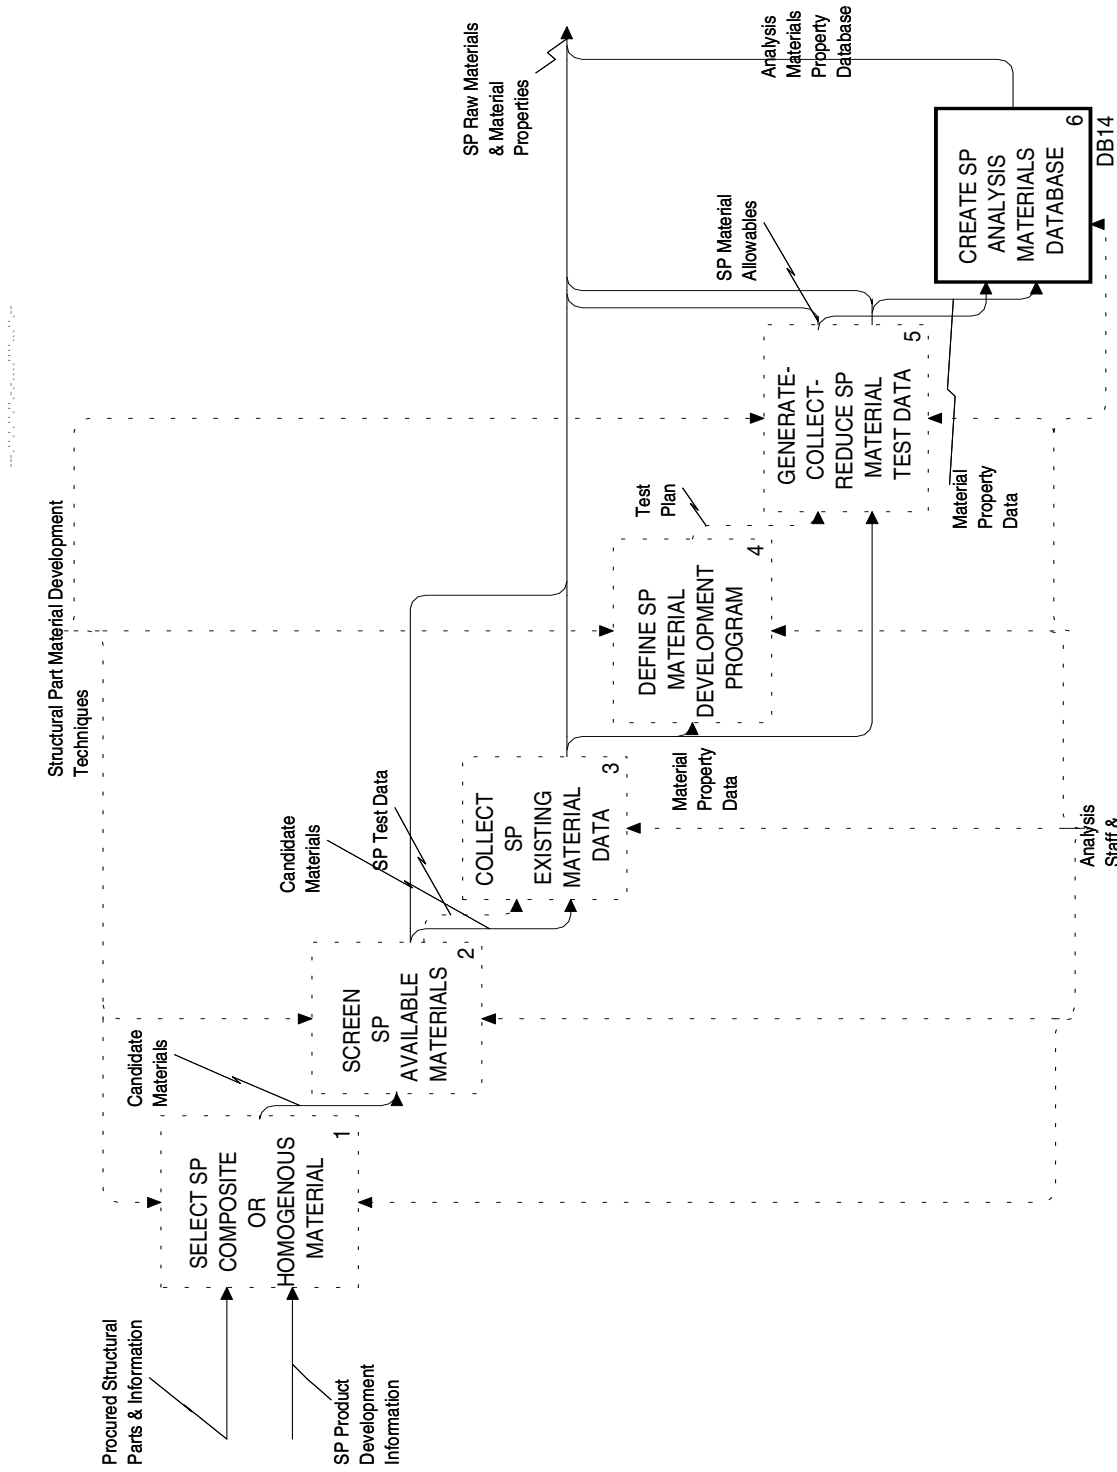 Structural Part Material Development
Techniques
Procured Structural
Parts & Information
SP Product
Development
Information
SELECT SP
COMPOSITE
OR
HOMOGENOUS
MATERIAL
1
Candidate
Materials
SCREEN
SP
AVAILABLE
MATERIALS
2
Candidate
Materials
SP Test Data
COLLECT
SP
EXISTING
MATERIAL
DATA
3
Material
Property
Data
DEFINE SP
MATERIAL
DEVELOPMENT
PROGRAM
4
Test
Plan
GENERATE-
COLLECT-
REDUCE SP
MATERIAL
TEST DATA
5
Material
Property
Data
SP Material
Allowables
CREATE SP
ANALYSIS
MATERIALS
DATABASE
6
DB14
SP Raw Materials
& Material
Properties
Analysis
Materials
Property
Database
Analysis
Staff &